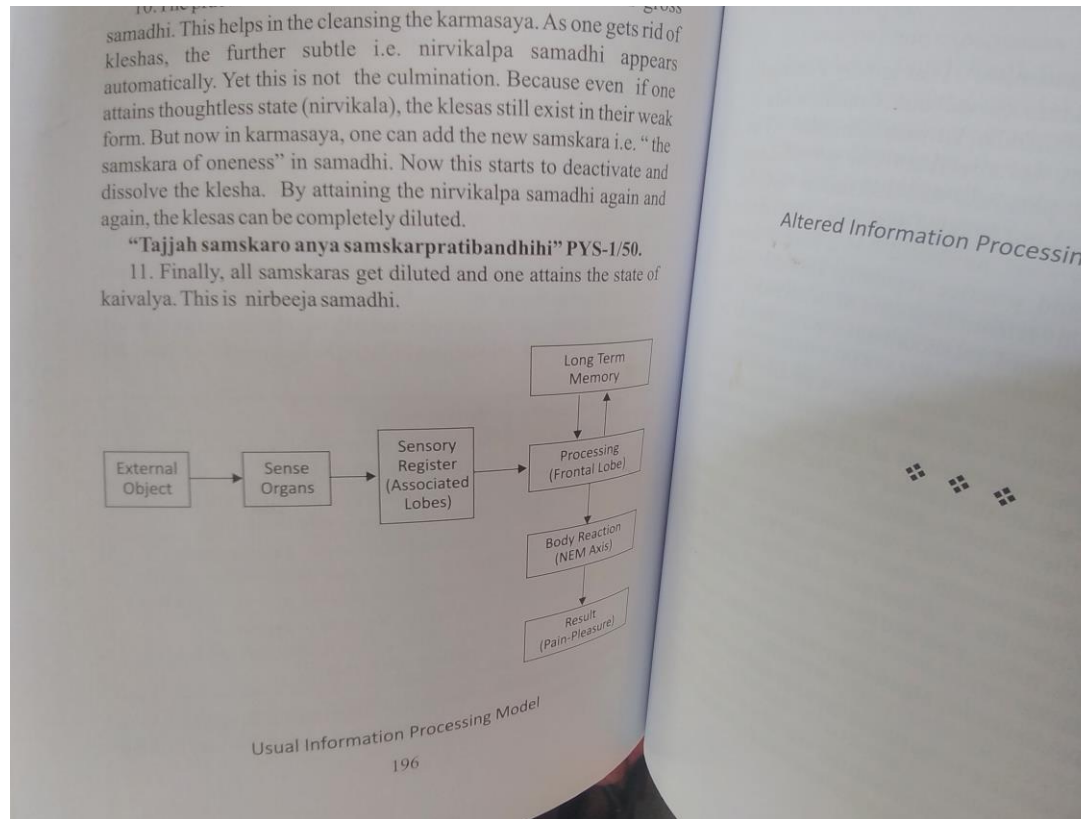 samadhi. This helps in the cleansing the karmasaya. As one gets rid of
kleshas, the further subtle i.e. nirvikalpa samadhi appears
automatically. Yet this is not the culmination. Because even if one
attains thoughtless state (nirvikala), the klesas still exist in their weak
form. But now in karmasaya, one can add the new samskara i.e. “the
samskara of oneness” in samadhi. Now this starts to deactivate and
dissolve the klesha. By attaining the nirvikalpa samadhi again and
again, the klesas can be completely diluted.
“Tajjah samskaro anya samskarpratibandhihi” PYS-1/50.
11. Finally, all samskaras get diluted and one attains the state of
kaivalya. This is nirbeeja samadhi.
External
Object
Sense
Organs
Sensory
Register
(Associated
Lobes)
Long Term
Memory
Processing
(Frontal Lobe)
Body Reaction
(NEM Axis)
Result
(Pain-Pleasure)
Usual Information Processing Model
196
Altered Information Processin